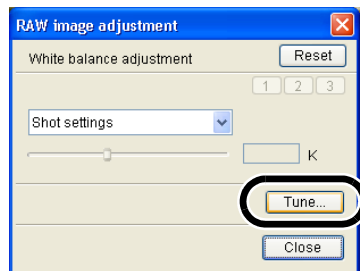 RAW image adjustment
White balance adjustment
Reset
1 2 3
Shot settings
K
Tune...
Close